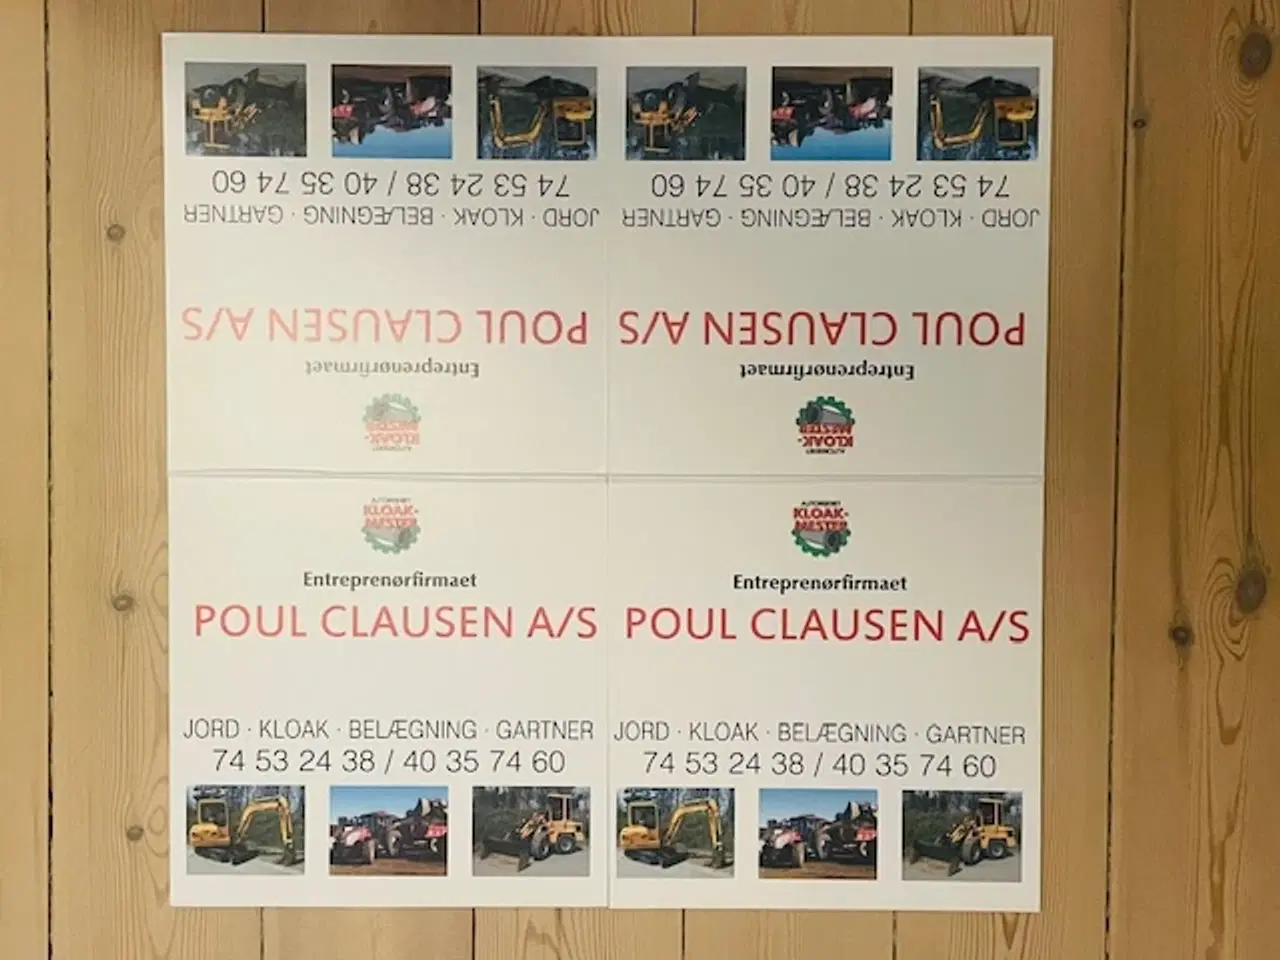 74 53 24 38 / 40 35 74 60
JORD · KLOAK · BELÆGNING · GARTNER
POUL CLAUSEN A/S
Entreprenørfirmaet
KLOAK-
MESTER
74 53 24 38 / 40 35 74 60
JORD · KLOAK · BELÆGNING · GARTNER
POUL CLAUSEN A/S
Entreprenørfirmaet
AUTORISERET
KLOAK-
MESTER
AUTORISERET
KLOAK-
MESTER
Entreprenørfirmaet
POUL CLAUSEN A/S
JORD · KLOAK · BELÆGNING · GARTNER
74 53 24 38 / 40 35 74 60
AUTORISERET
KLOAK-
MESTER
Entreprenørfirmaet
POUL CLAUSEN A/S
JORD · KLOAK · BELÆGNING · GARTNER
74 53 24 38 / 40 35 74 60